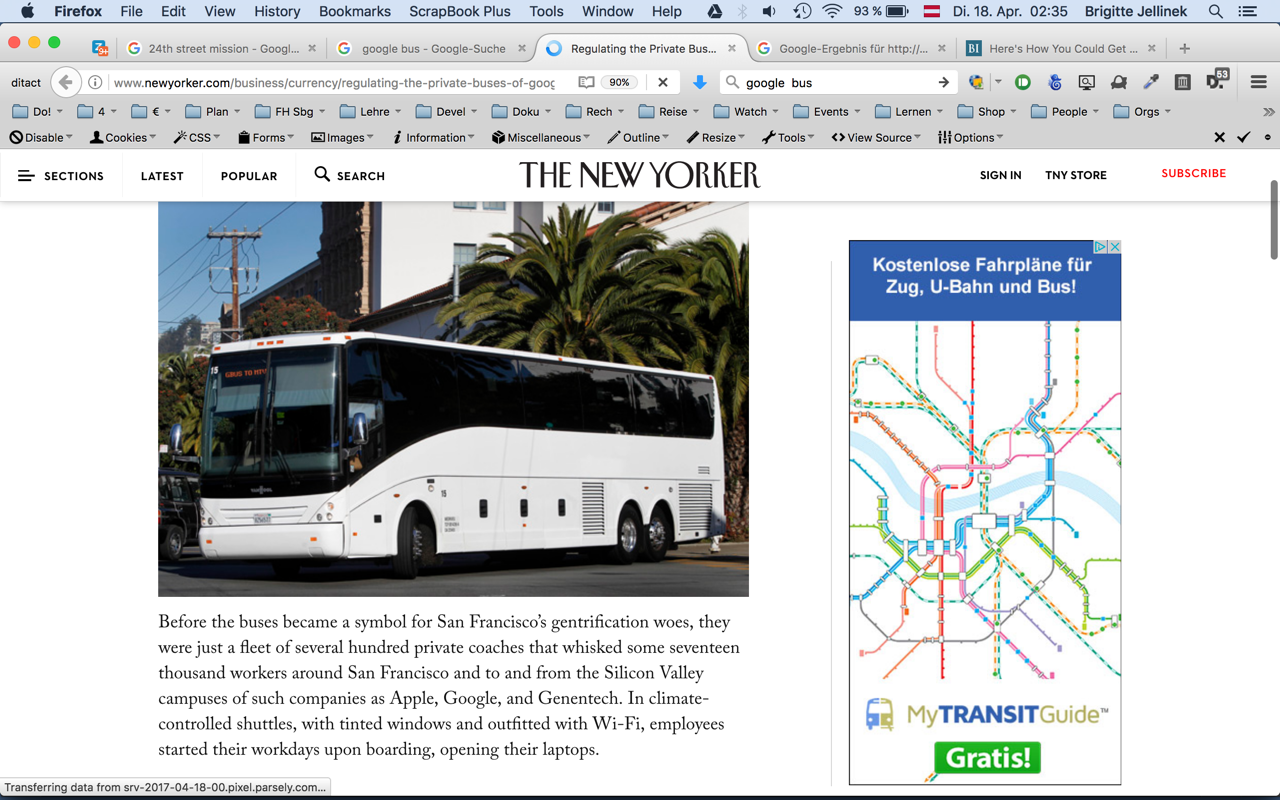 Firefox File Edit View History Bookmarks ScrapBook Plus Tools Window Help 93 % Di. 18. Apr. 02:35 Brigitte Jellinek
9+ 24th street mission - Googl... google bus - Google-Suche Regulating the Private Bus... Google-Ergebnis für http://... BI Here's How You Could Get ...
ditact www.newyorker.com/business/currency/regulating-the-private-buses-of-goog 90% google bus 53
Do! 4 € Plan FH Sbg Lehre Devel Doku Rech Reise Watch Events Lernen Shop People Orgs
Disable Cookies CSS Forms Images Information Miscellaneous Outline Resize Tools View Source Options
SECTIONS LATEST POPULAR SEARCH THE NEW YORKER SIGN IN TNY STORE SUBSCRIBE
15 GBUS TO MTV
15
Before the buses became a symbol for San Francisco's gentrification woes, they
were just a fleet of several hundred private coaches that whisked some seventeen
thousand workers around San Francisco and to and from the Silicon Valley
campuses of such companies as Apple, Google, and Genentech. In climate-
controlled shuttles, with tinted windows and outfitted with Wi-Fi, employees
started their workdays upon boarding, opening their laptops.
Kostenlose Fahrpläne für
Zug, U-Bahn und Bus!
MyTRANSITGuide™
Gratis!
Transferring data from srv-2017-04-18-00.pixel.parsely.com...